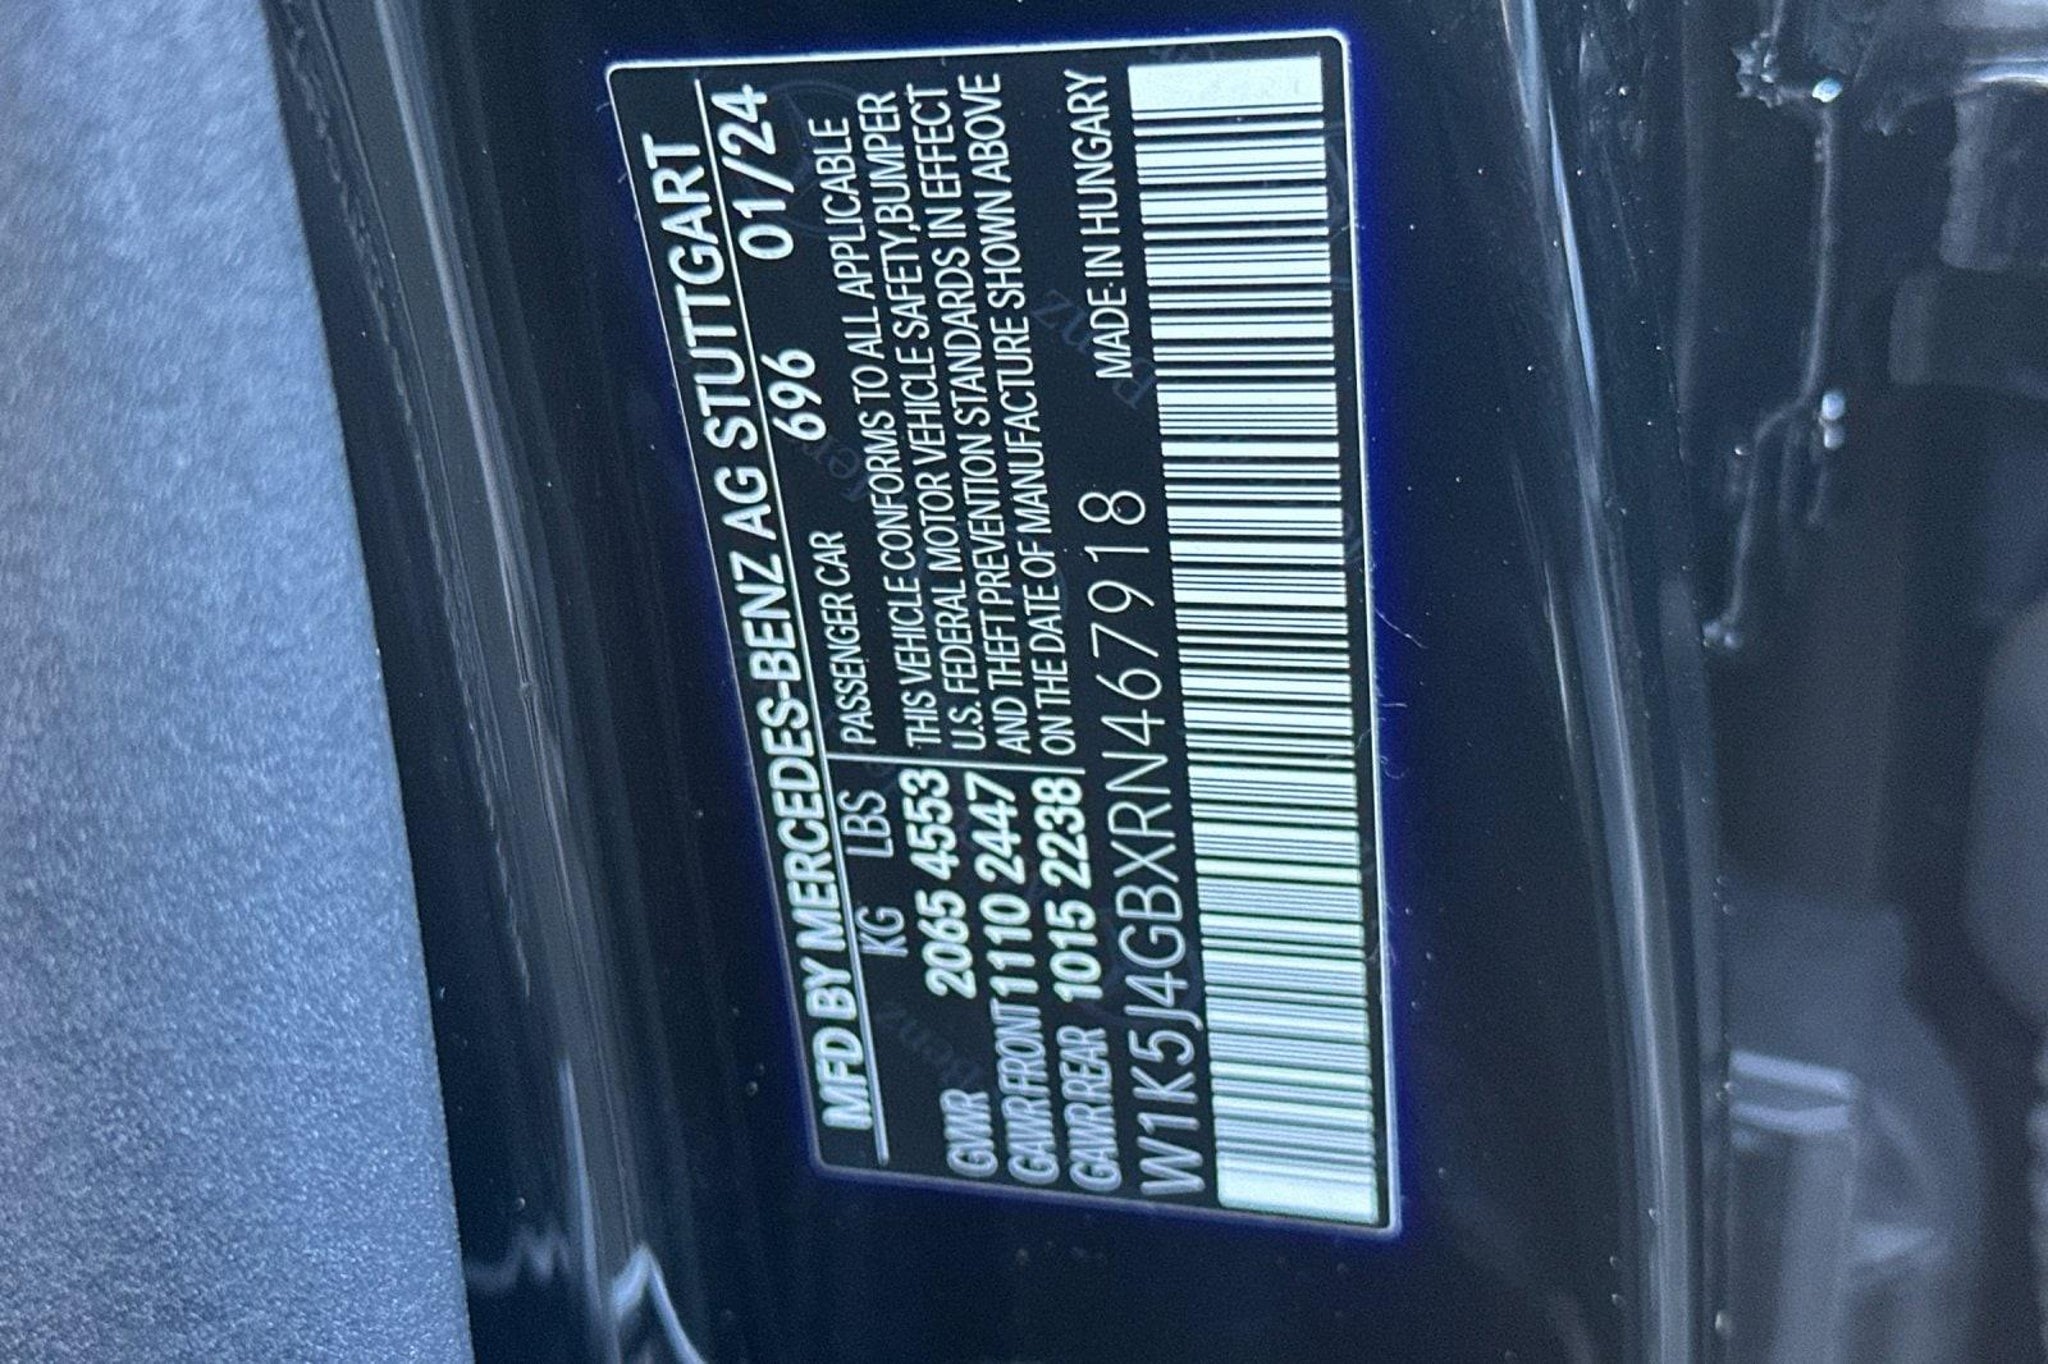 MFD BY MERCEDES-BENZ AG STUTTGART
KG LBS
696 01/24
PASSENGER CAR
GVWR 2065 4553
GAWR FRONT 1110 2447
GAWR REAR 1015 2238
THIS VEHICLE CONFORMS TO ALL APPLICABLE
U.S. FEDERAL MOTOR VEHICLE SAFETY,BUMPER
AND THEFT PREVENTION STANDARDS IN EFFECT
ON THE DATE OF MANUFACTURE SHOWN ABOVE
W1K5J4GBXRN467918
MADE IN HUNGARY
Benz